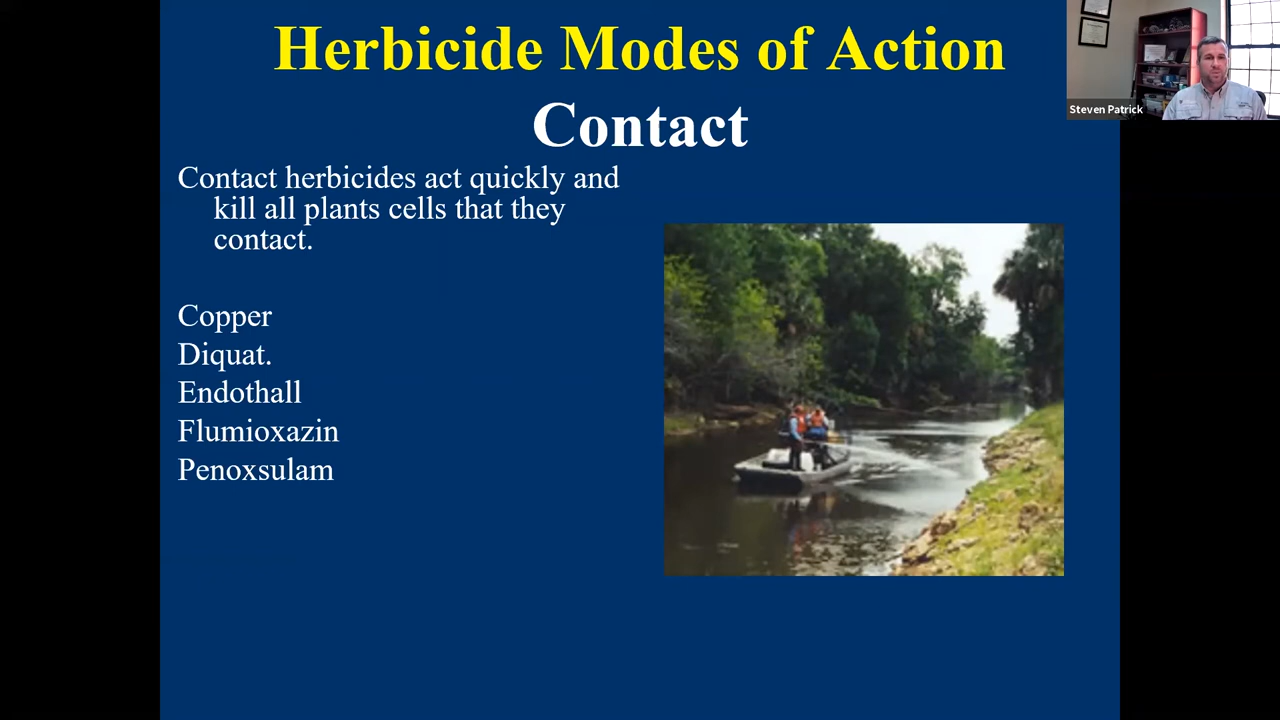 Herbicide Modes of Action
Contact
Contact herbicides act quickly and
kill all plants cells that they
contact.
Copper
Diquat.
Endothall
Flumioxazin
Penoxsulam
Steven Patrick